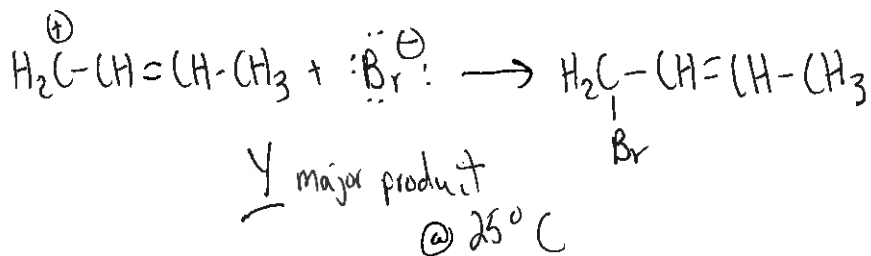 H₂C⊕-CH=CH-CH₃ + :Br:⊖ → H₂C-CH=CH-CH₃
Br
Y major product
@ 25° C